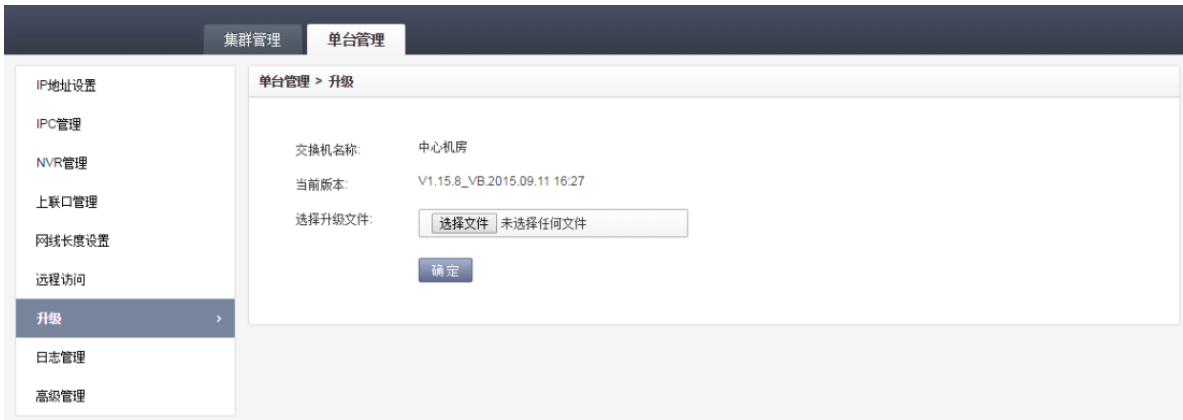 集群管理 单台管理
IP地址设置
IPC管理
NVR管理
上联口管理
网线长度设置
远程访问
升级 ›
日志管理
高级管理
单台管理 > 升级
交换机名称: 中心机房
当前版本: V1.15.8_VB.2015.09.11 16:27
选择升级文件: 选择文件 未选择任何文件
确定